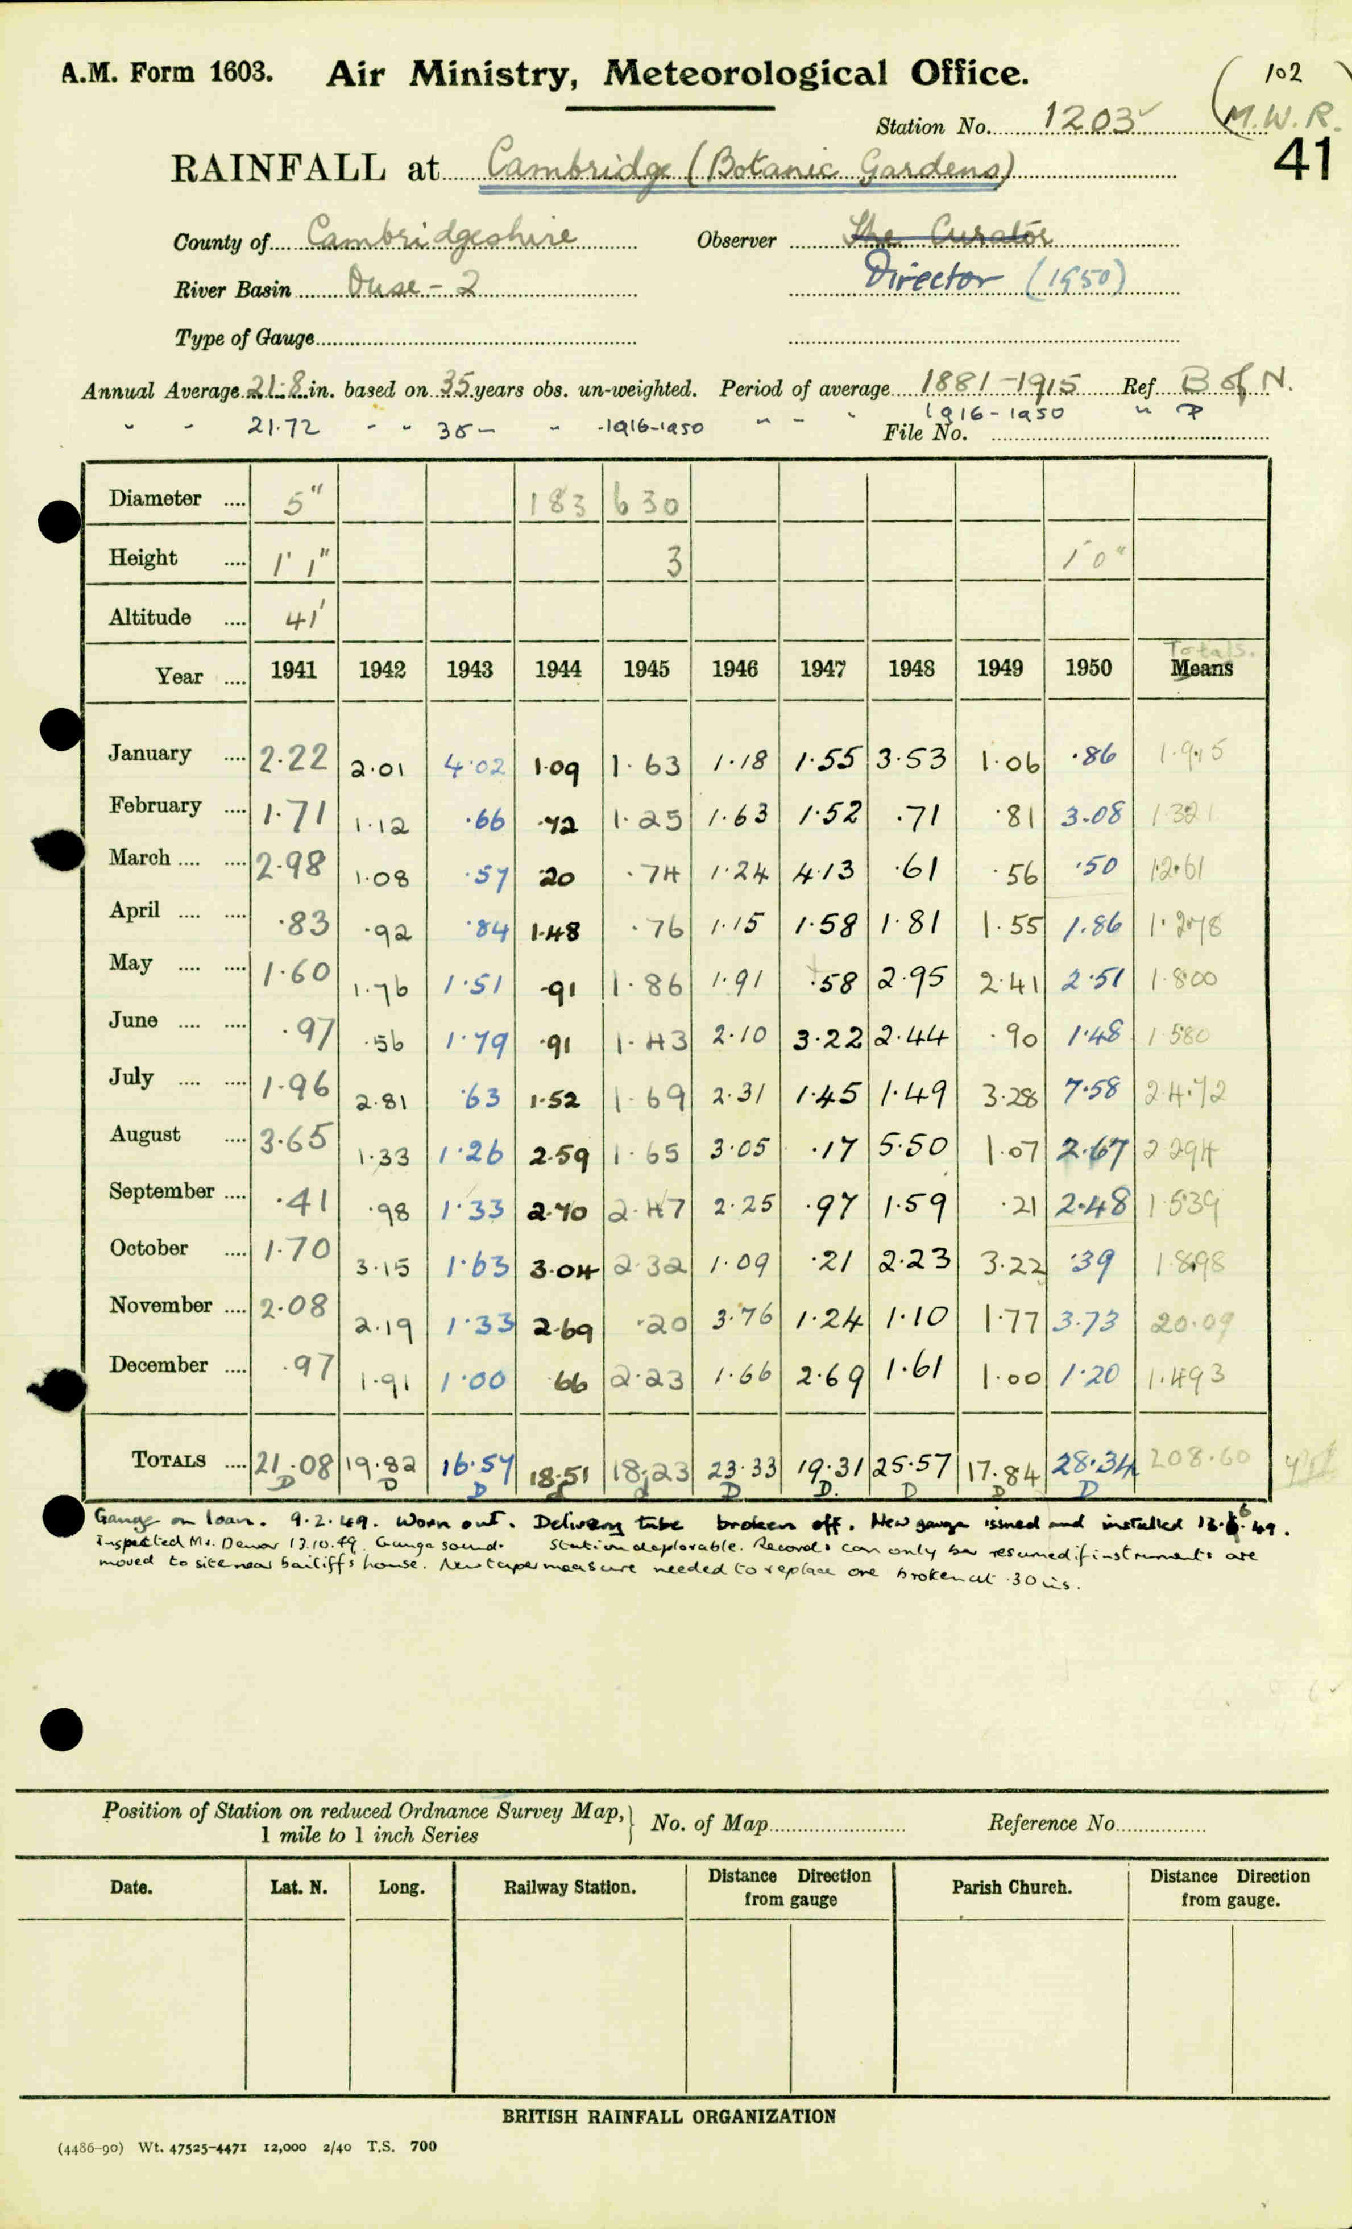 A.M. Form 1603. Air Ministry, Meteorological Office. (102
Station No. 1203 M.W.R.
RAINFALL at Cambridge (Botanic Gardens) 41
County of Cambridgeshire Observer The Curator
River Basin Ouse - 2 Director (1950)
Type of Gauge
Annual Average 21.8 in. based on 35 years obs. un-weighted. Period of average 1881-1915 Ref B of N.
" " 21.72 " " 35 - " 1916-1950 " " " 1916-1950 "
File No.
Diameter .... 5" 183 630
Height .... 1' 1" 3 1' 0"
Altitude .... 41'
Totals.
Year .... 1941 1942 1943 1944 1945 1946 1947 1948 1949 1950 Means
January .... 2.22 2.01 4.02 1.09 1.63 1.18 1.55 3.53 1.06 .86 1.915
February .... 1.71 1.12 .66 .72 1.25 1.63 1.52 .71 .81 3.08 1.321
March .... .... 2.98 1.08 .57 .20 .74 1.24 4.13 .61 .56 .50 12.61
April .... .... .83 .92 .84 1.48 .76 1.15 1.58 1.81 1.55 1.86 1.278
May .... .... 1.60 1.76 1.51 .91 1.86 1.91 .58 2.95 2.41 2.51 1.800
June .... .... .97 .56 1.79 .91 1.43 2.10 3.22 2.44 .90 1.48 1.580
July .... .... 1.96 2.81 .63 1.52 1.69 2.31 1.45 1.49 3.28 7.58 24.72
August .... 3.65 1.33 1.26 2.59 1.65 3.05 .17 5.50 1.07 2.67 2.294
September .... .41 .98 1.33 2.70 2.47 2.25 .97 1.59 .21 2.48 1.539
October .... 1.70 3.15 1.63 3.04 2.32 1.09 .21 2.23 3.22 .39 1.898
November .... 2.08 2.19 1.33 2.69 .20 3.76 1.24 1.10 1.77 3.73 20.09
December .... .97 1.91 1.00 .66 2.23 1.66 2.69 1.61 1.00 1.20 1.493
TOTALS .... 21.08 19.82 16.57 18.51 18.23 23.33 19.31 25.57 17.84 28.34 208.60
D D D d d D D. D D D
Gauge on loan. 9.2.49. Worn out. Delivery tube broken off. New gauge issued and installed 13.6.49.
Inspected Mr. Dewar 13.10.49. Gauge sound. Station deplorable. Records can only be resumed if instruments are
moved to site near bailiff's house. New tape measure needed to replace one broken at .30 ins.
Position of Station on reduced Ordnance Survey Map, 1 mile to 1 inch Series } No. of Map Reference No.
Date. Lat. N. Long. Railway Station. Distance Direction from gauge Parish Church. Distance Direction from gauge.
BRITISH RAINFALL ORGANIZATION
(4486-90) Wt. 47525-4471 12,000 2/40 T.S. 700